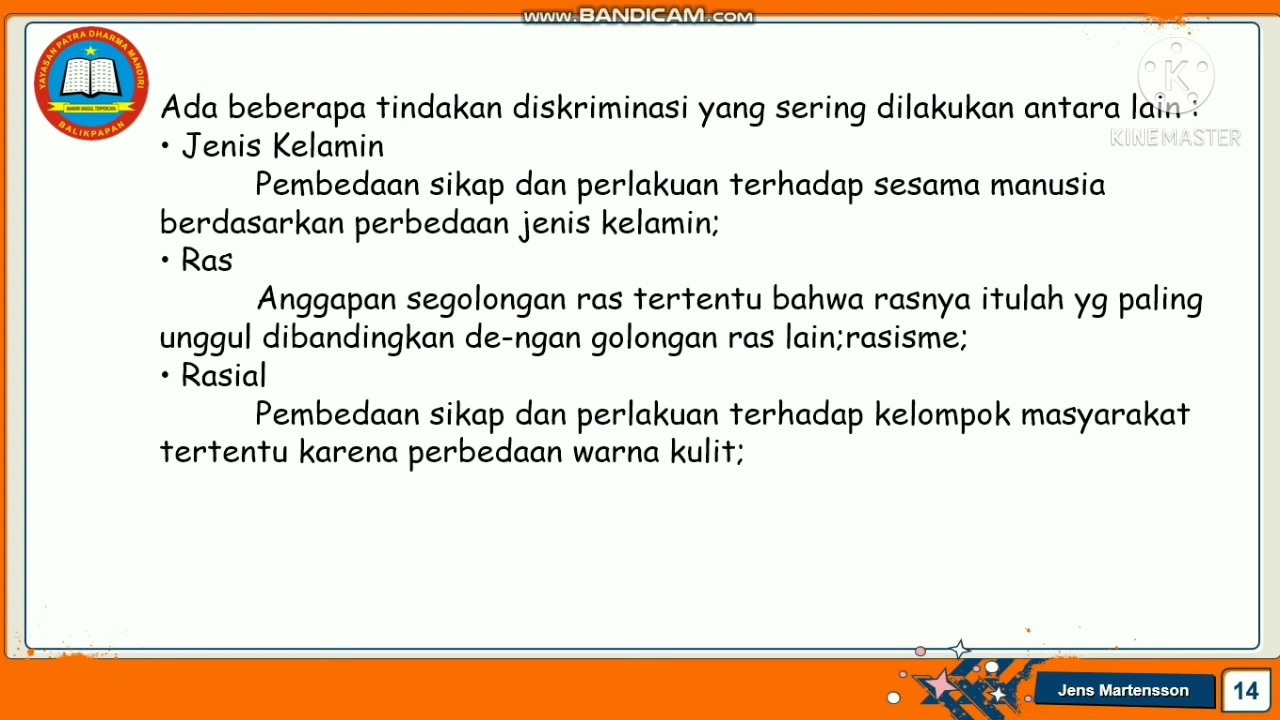 www.BANDICAM.com
YAYASAN PATRA DHARMA MANDIRI
BALIKPAPAN
Ada beberapa tindakan diskriminasi yang sering dilakukan antara lain :
• Jenis Kelamin
Pembedaan sikap dan perlakuan terhadap sesama manusia
berdasarkan perbedaan jenis kelamin;
• Ras
Anggapan segolongan ras tertentu bahwa rasnya itulah yg paling
unggul dibandingkan de-ngan golongan ras lain;rasisme;
• Rasial
Pembedaan sikap dan perlakuan terhadap kelompok masyarakat
tertentu karena perbedaan warna kulit;
K
KINEMASTER
Jens Martensson
14